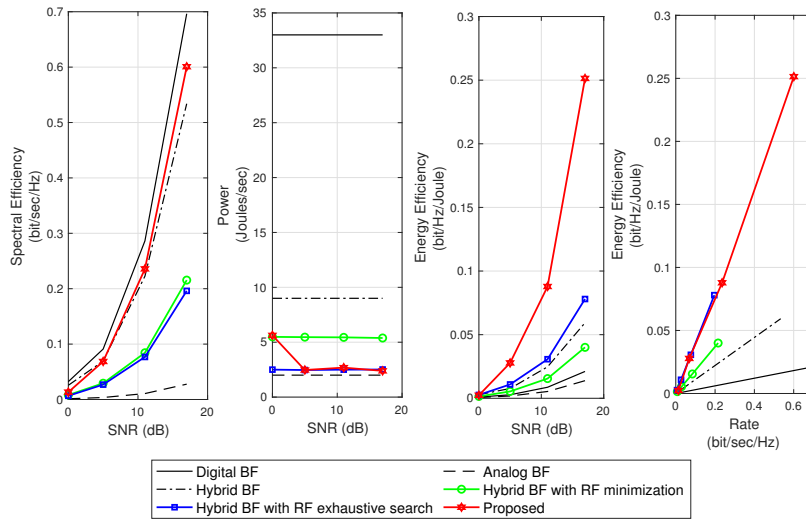 0.7
0.6
0.5
0.4
0.3
0.2
0.1
0
0
10
20
SNR (dB)
Spectral Efficiency
(bit/sec/Hz)
35
30
25
20
15
10
5
0
0
10
20
SNR (dB)
Power
(Joules/sec)
0.3
0.25
0.2
0.15
0.1
0.05
0
0
10
20
SNR (dB)
Energy Efficiency
(bit/Hz/Joule)
0.3
0.25
0.2
0.15
0.1
0.05
0
0
0.2
0.4
0.6
Rate
(bit/sec/Hz)
Energy Efficiency
(bit/Hz/Joule)
Digital BF
Hybrid BF
Hybrid BF with RF exhaustive search
Analog BF
Hybrid BF with RF minimization
Proposed